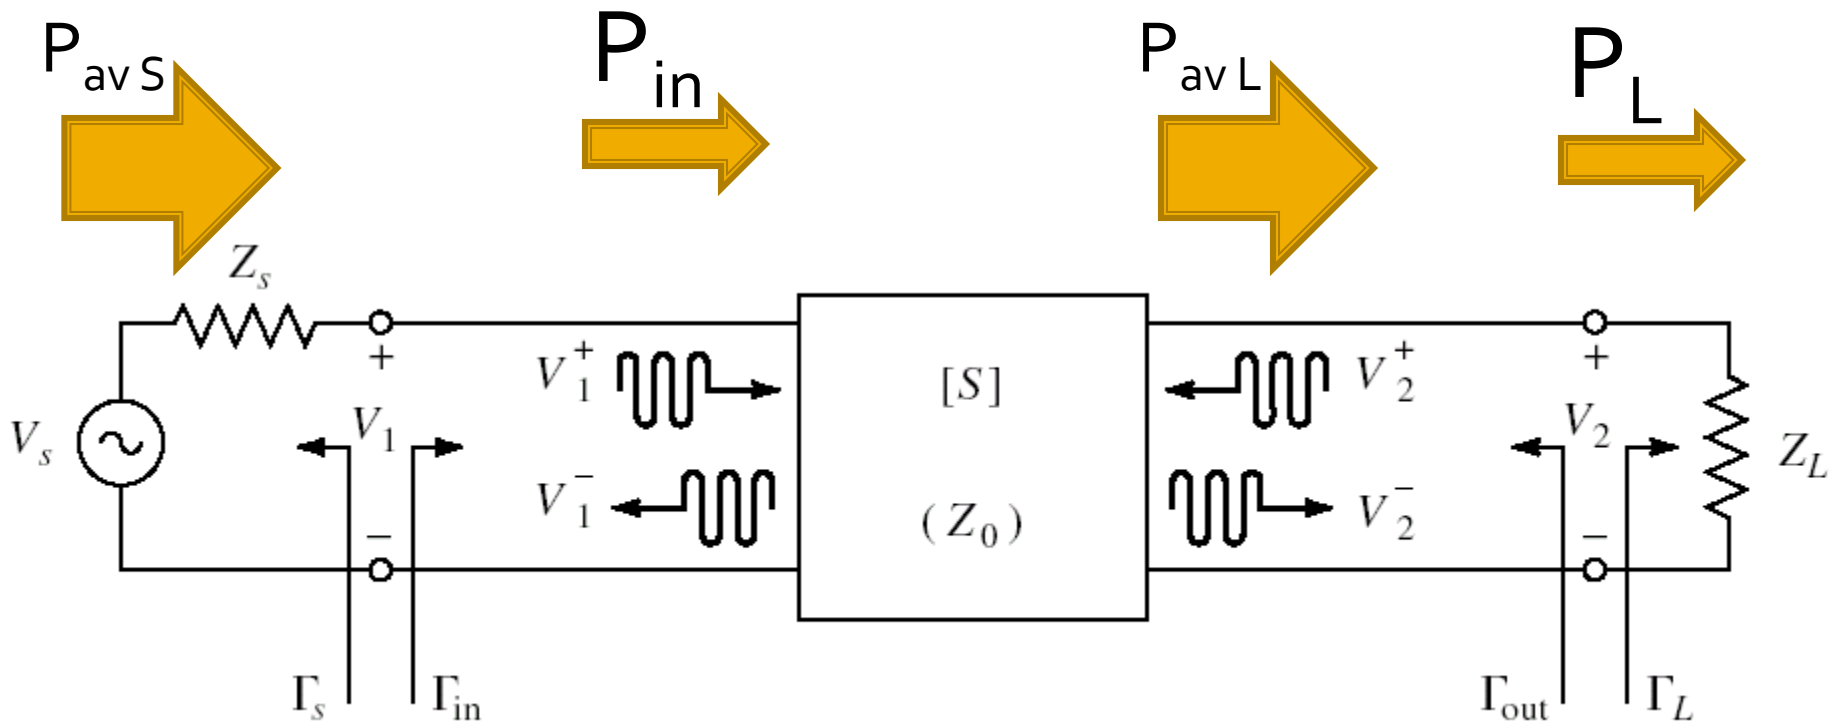 P av S
P in
P av L
P L
Z s
+
V 1 +
[S]
V 2 +
+
V s
V 1
V 2
Z L
V 1 −
(Z 0)
V 2 −
−
−
Γ s
Γ in
Γ out
Γ L